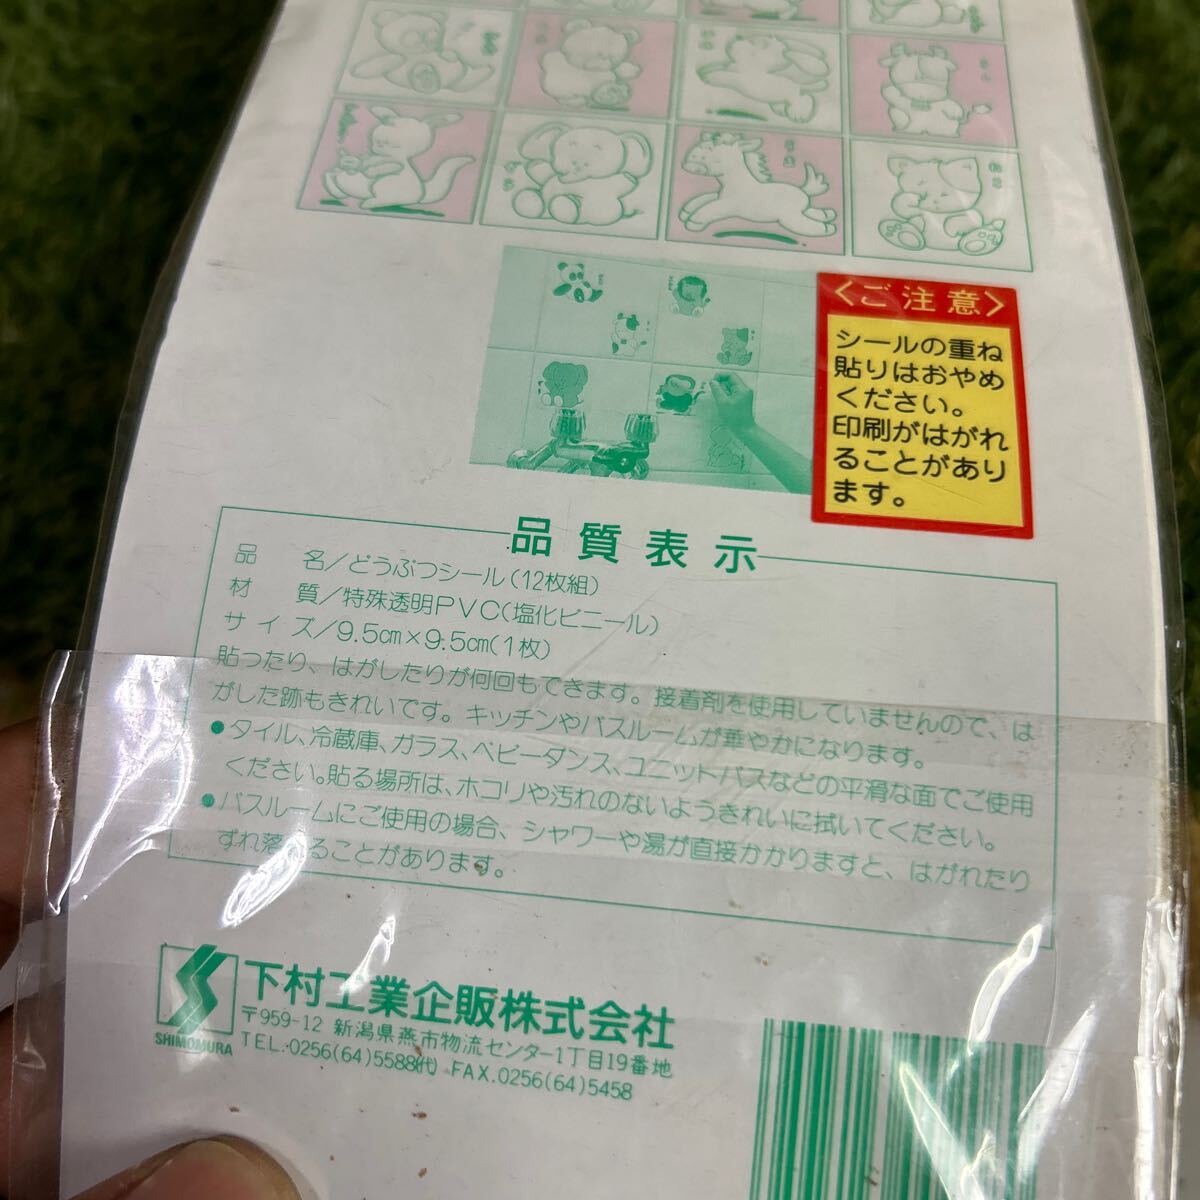 くま
うし
うま
ねこ
ぞう
〈ご注意〉
シールの重ね
貼りはおやめ
ください。
印刷がはがれ
ることがあり
ます。
品質表示
品　名／どうぶつシール(12枚組)
材　質／特殊透明PVC(塩化ビニール)
サイズ／9.5cm×9.5cm(1枚)
貼ったり、はがしたりが何回もできます。接着剤を使用していませんので、は
がした跡もきれいです。キッチンやバスルームが華やかになります。
●タイル、冷蔵庫、ガラス、ベビーダンス、ユニットバスなどの平滑な面でご使用
ください。貼る場所は、ホコリや汚れのないようきれいに拭いてください。
●バスルームにご使用の場合、シャワーや湯が直接かかりますと、はがれたり
ずれ落ちることがあります。
SHIMOMURA
下村工業企販株式会社
〒959-12 新潟県燕市物流センター1丁目19番地
TEL.0256(64)5588代 FAX.0256(64)5458